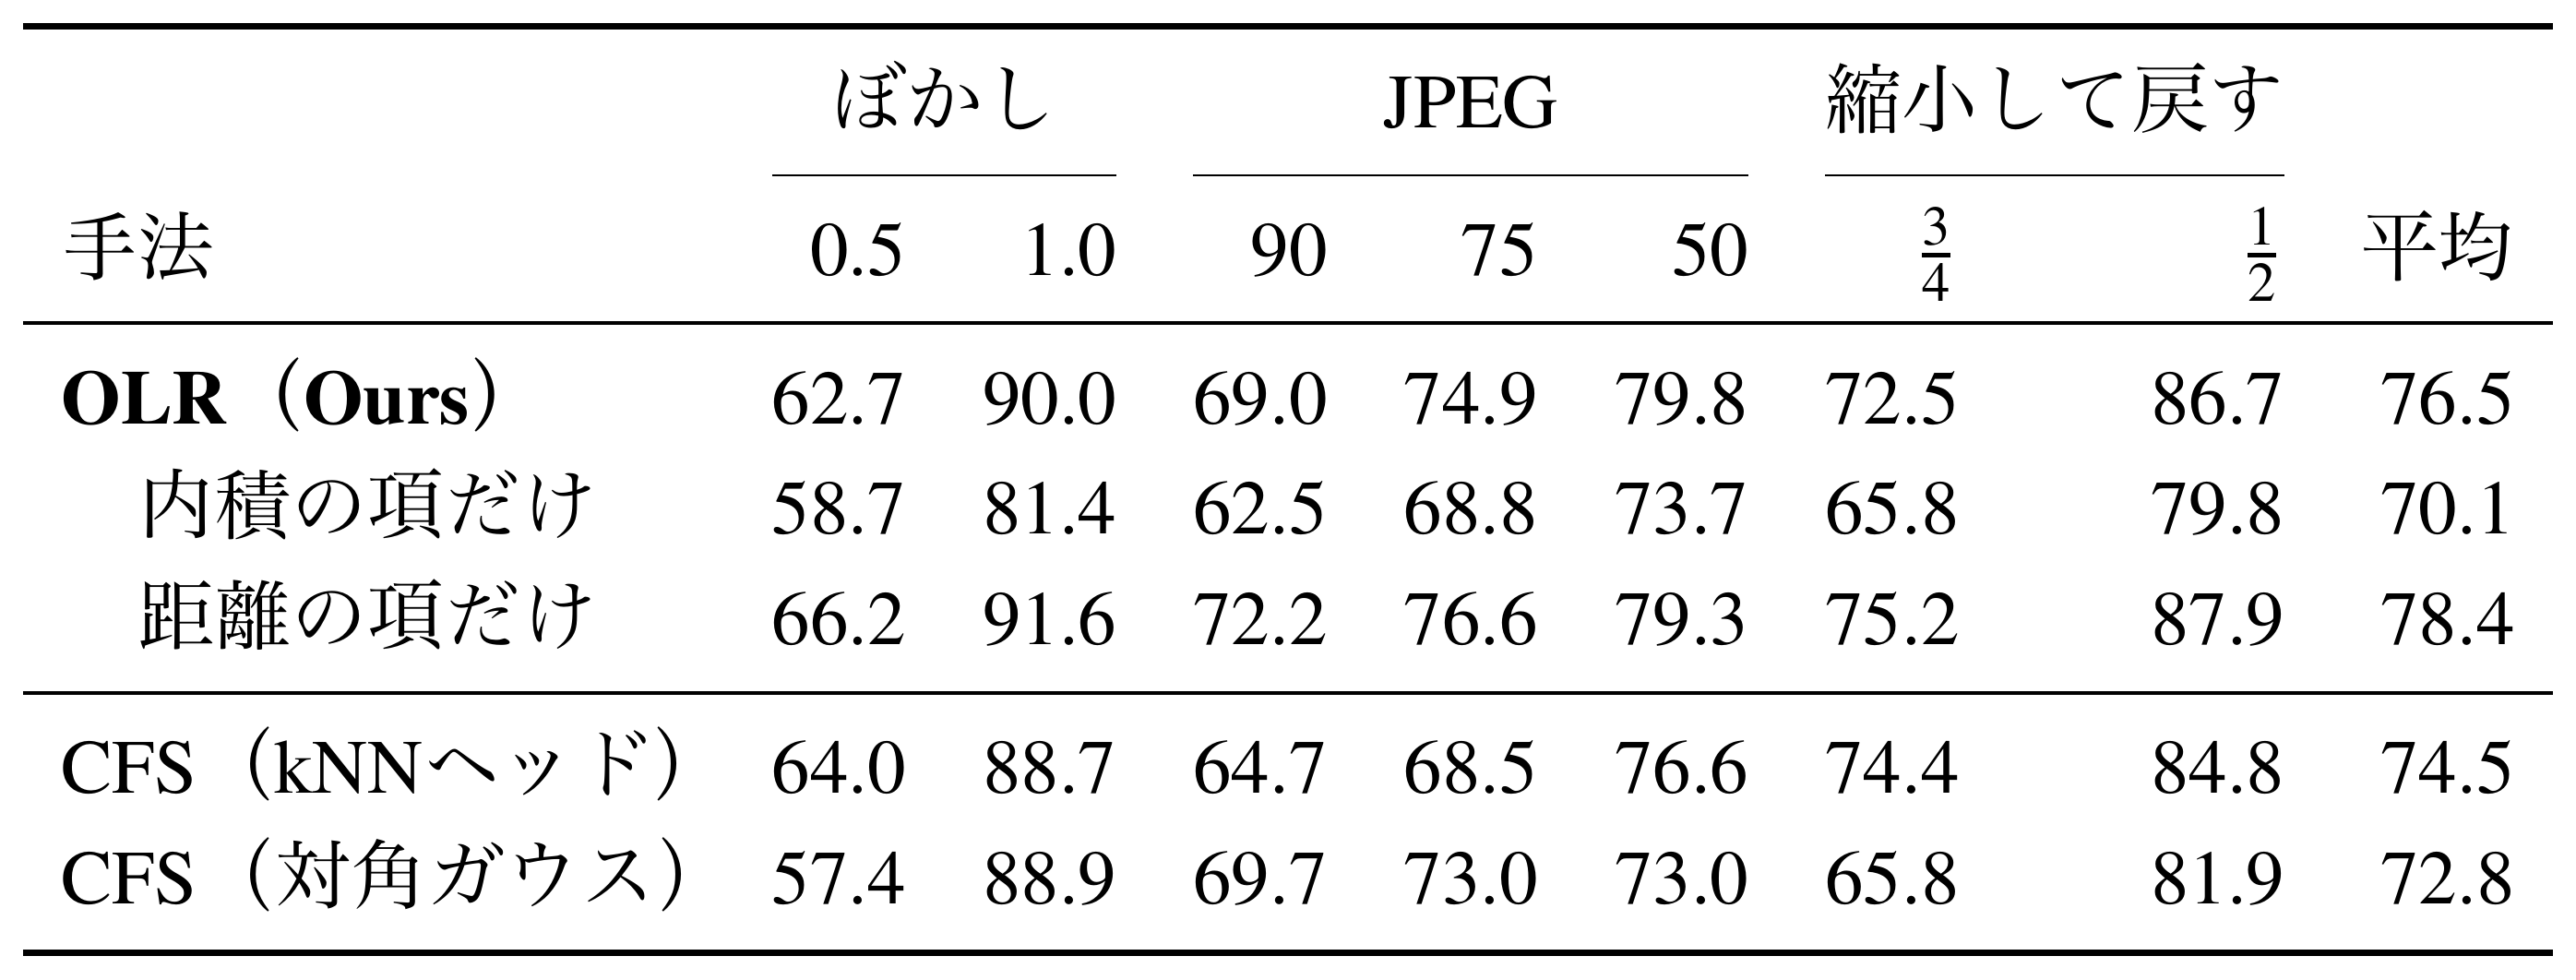 ぼかし JPEG 縮小して戻す
手法 0.5 1.0 90 75 50 3/4 1/2 平均
OLR（Ours） 62.7 90.0 69.0 74.9 79.8 72.5 86.7 76.5
内積の項だけ 58.7 81.4 62.5 68.8 73.7 65.8 79.8 70.1
距離の項だけ 66.2 91.6 72.2 76.6 79.3 75.2 87.9 78.4
CFS（kNNヘッド） 64.0 88.7 64.7 68.5 76.6 74.4 84.8 74.5
CFS（対角ガウス） 57.4 88.9 69.7 73.0 73.0 65.8 81.9 72.8